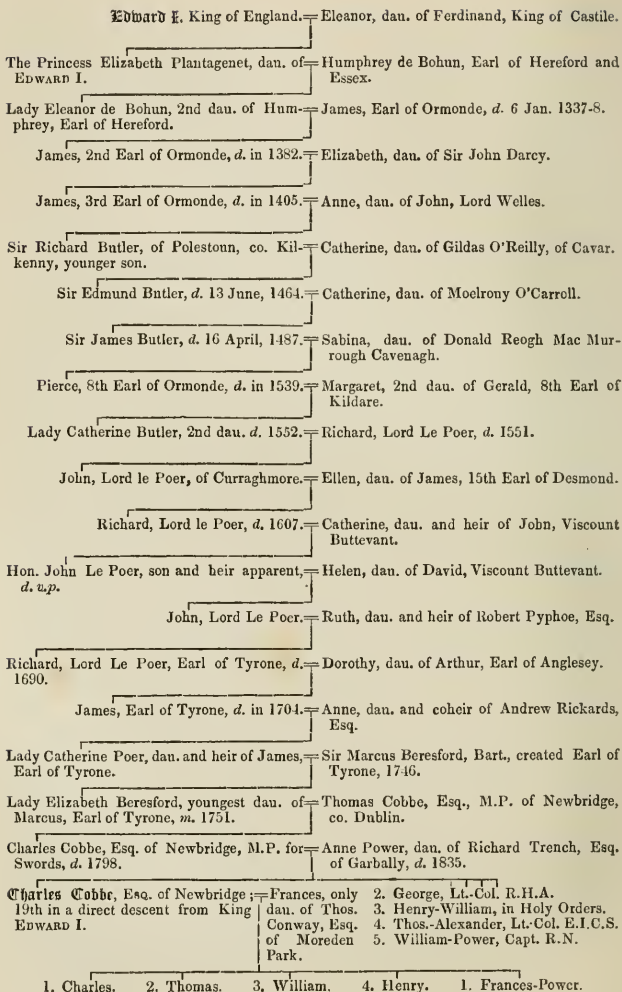 Edward I. King of England.
Eleanor, dau. of Ferdinand, King of Castile.
The Princess Elizabeth Plantagenet, dau. of
EDWARD I.
Humphrey de Bohun, Earl of Hereford and
Essex.
Lady Eleanor de Bohun, 2nd dau. of Hum-
phrey, Earl of Hereford.
James, Earl of Ormonde, d. 6 Jan. 1337-8.
James, 2nd Earl of Ormonde, d. in 1382.
Elizabeth, dau. of Sir John Darcy.
James, 3rd Earl of Ormonde, d. in 1405.
Anne, dau. of John, Lord Welles.
Sir Richard Butler, of Polestoun, co. Kil-
kenny, younger son.
Catherine, dau. of Gildas O'Reilly, of Cavar.
Sir Edmund Butler, d. 13 June, 1464.
Catherine, dau. of Moelrony O'Carroll.
Sir James Butler, d. 16 April, 1487.
Sabina, dau. of Donald Reogh Mac Mur-
rough Cavenagh.
Pierce, 8th Earl of Ormonde, d. in 1539.
Margaret, 2nd dau. of Gerald, 8th Earl of
Kildare.
Lady Catherine Butler, 2nd dau. d. 1552.
Richard, Lord Le Poer, d. 1551.
John, Lord le Poer, of Curraghmore.
Ellen, dau. of James, 15th Earl of Desmond.
Richard, Lord le Poer, d. 1607.
Catherine, dau. and heir of John, Viscount
Buttevant.
Hon. John Le Poer, son and heir apparent,
d. v.p.
Helen, dau. of David, Viscount Buttevant.
John, Lord Le Poer.
Ruth, dau. and heir of Robert Pyphoe, Esq.
Richard, Lord Le Poer, Earl of Tyrone, d.
1690.
Dorothy, dau. of Arthur, Earl of Anglesey.
James, Earl of Tyrone, d. in 1704.
Anne, dau. and coheir of Andrew Rickards,
Esq.
Lady Catherine Poer, dau. and heir of James,
Earl of Tyrone.
Sir Marcus Beresford, Bart., created Earl of
Tyrone, 1746.
Lady Elizabeth Beresford, youngest dau. of
Marcus, Earl of Tyrone, m. 1751.
Thomas Cobbe, Esq., M.P. of Newbridge,
co. Dublin.
Charles Cobbe, Esq. of Newbridge, M.P. for
Swords, d. 1798.
Anne Power, dau. of Richard Trench, Esq.
of Garbally, d. 1835.
Charles Cobbe, ESQ. of Newbridge;
19th in a direct descent from King
EDWARD I.
Frances, only
dau. of Thos.
Conway, Esq.
of Moreden
Park.
2. George, Lt.-Col. R.H.A.
3. Henry-William, in Holy Orders.
4. Thos.-Alexander, Lt.-Col. E.I.C.S.
5. William-Power, Capt. R.N.
1. Charles. 2. Thomas. 3. William. 4. Henry. 1. Frances-Power.